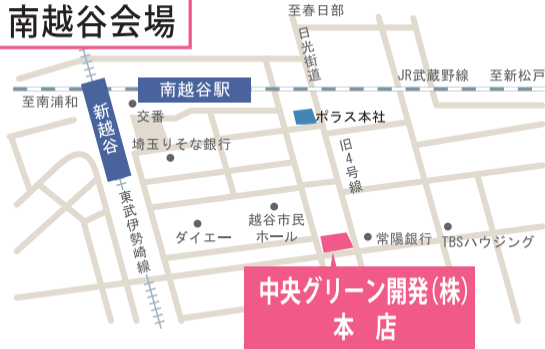 南越谷会場
至春日部
日光街道
JR武蔵野線
至新松戸
至南浦和
南越谷駅
新越谷
交番
ポラス本社
埼玉りそな銀行
旧4号線
東武伊勢崎線
越谷市民
ホール
ダイエー
常陽銀行
TBSハウジング
中央グリーン開発(株)
本 店